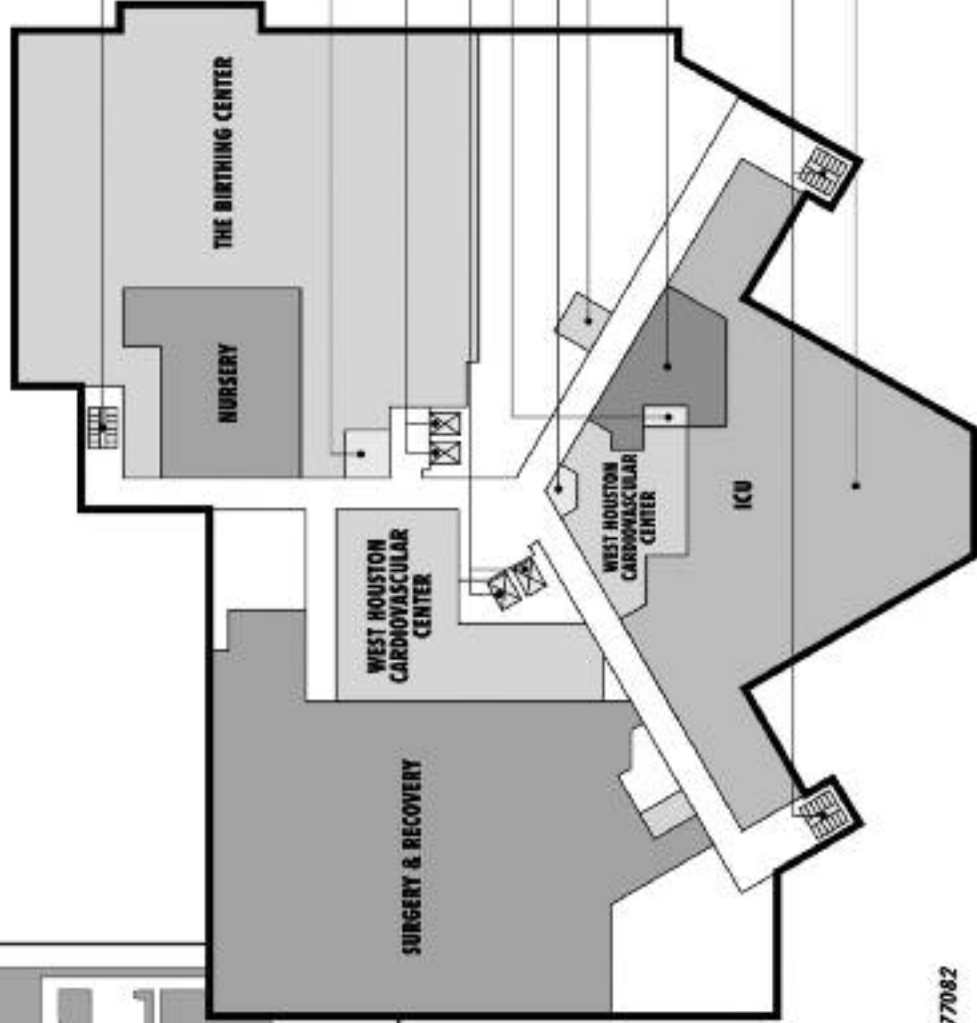 THE BIRTHING CENTER
NURSERY
WEST HOUSTON
CARDIOVASCULAR
CENTER
WEST HOUSTON
CARDIOVASCULAR
CENTER
ICU
SURGERY & RECOVERY
77082